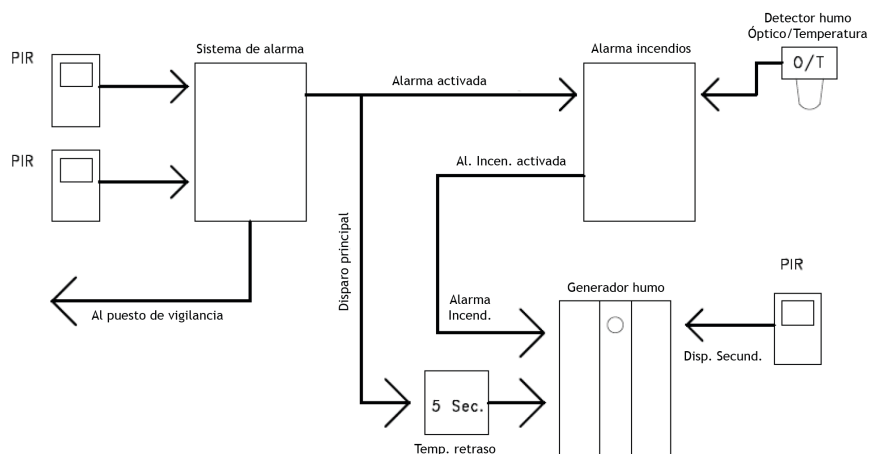 Detector humo
Óptico/Temperatura
PIR
Sistema de alarma
Alarma incendios
O/T
Alarma activada
PIR
Al. Incen. activada
Disparo principal
PIR
Al puesto de vigilancia
Generador humo
Alarma
Incend.
Disp. Secund.
5 Sec.
Temp. retraso